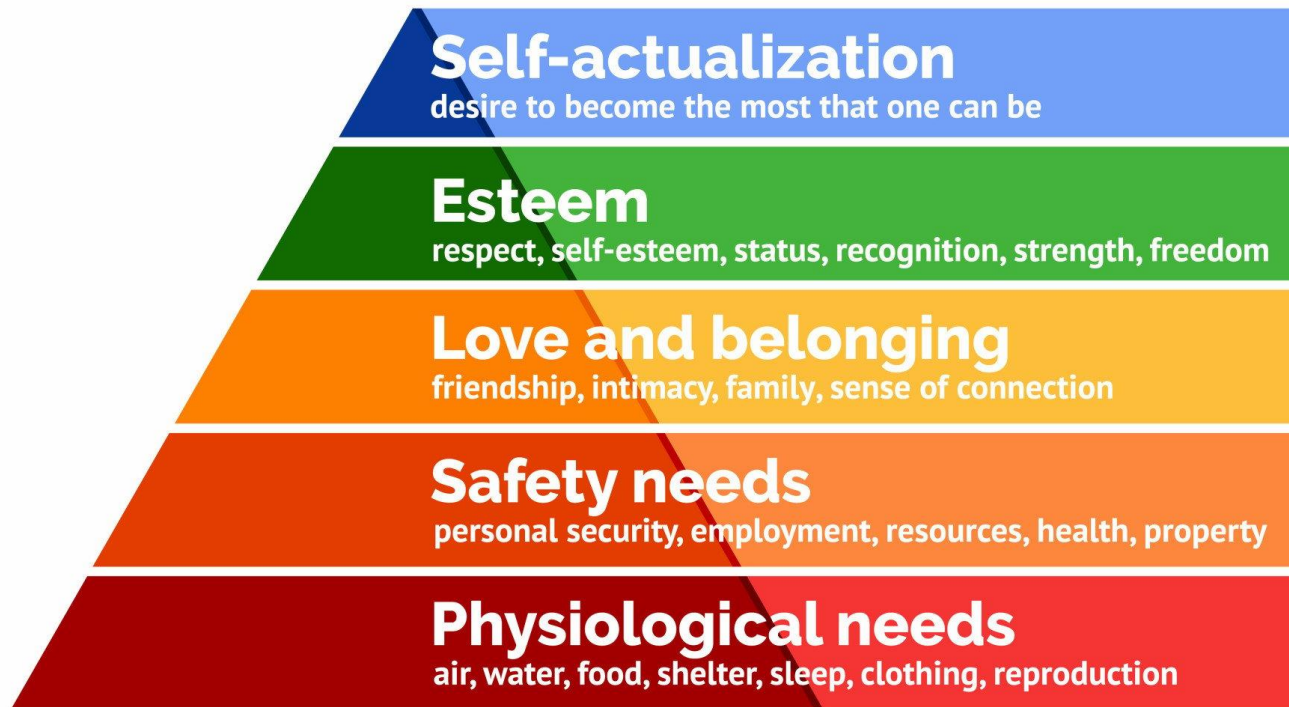 Self-actualization
desire to become the most that one can be
Esteem
respect, self-esteem, status, recognition, strength, freedom
Love and belonging
friendship, intimacy, family, sense of connection
Safety needs
personal security, employment, resources, health, property
Physiological needs
air, water, food, shelter, sleep, clothing, reproduction